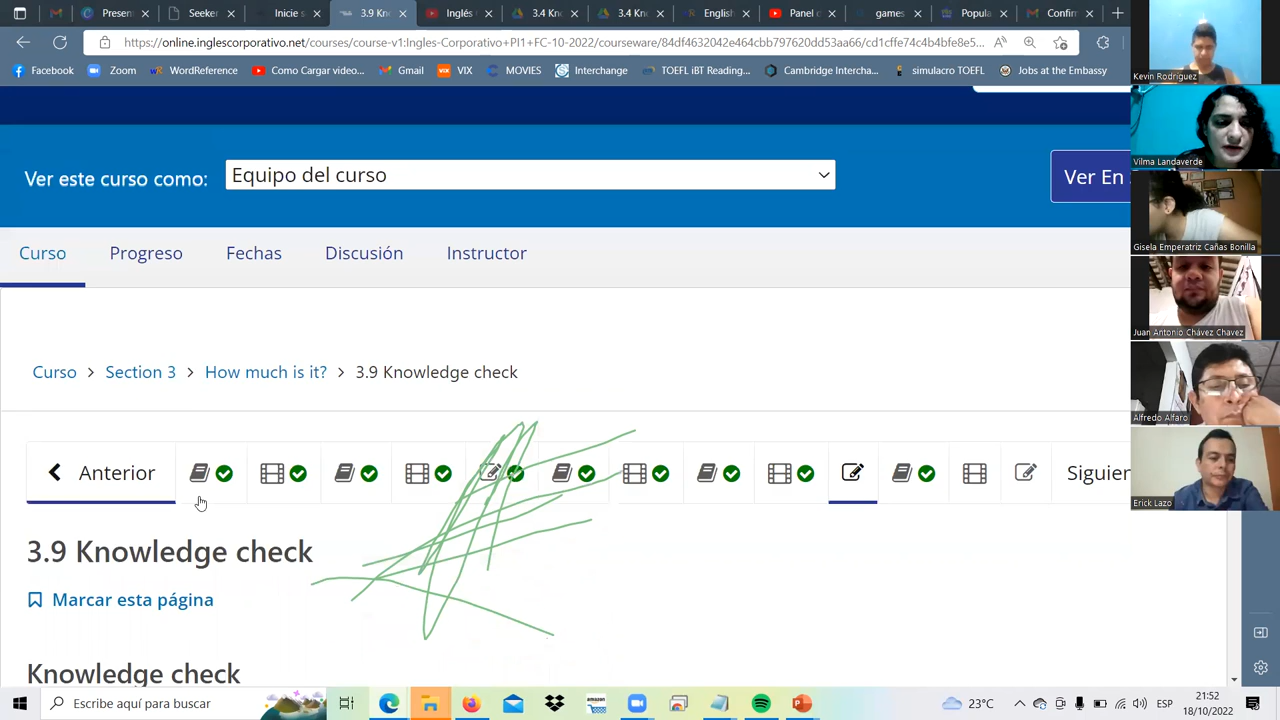 Presen
Seeker
Inicie s
3.9 Kn
Inglés
3.4 Kn
3.4 Kn
English
Panel d
games
Popula
Confirm
https://online.inglescorporativo.net/courses/course-v1:Ingles-Corporativo+PI1+FC-10-2022/courseware/84df4632042e464cbb797620dd53aa66/cd1cffe74c4b4bfe8e5...
Facebook
Zoom
WordReference
Como Cargar video...
Gmail
VIX
MOVIES
Interchange
TOEFL iBT Reading...
Cambridge Intercha...
simulacro TOEFL
Jobs at the Embassy
Kevin Rodríguez
Vilma Landaverde
Gisela Emperatriz Cañas Bonilla
Juan Antonio Chávez Chavez
Alfredo Alfaro
Erick Lazo
Ver este curso como:
Equipo del curso
Ver En
Curso
Progreso
Fechas
Discusión
Instructor
Curso > Section 3 > How much is it? > 3.9 Knowledge check
Anterior
Siguien
3.9 Knowledge check
Marcar esta página
Knowledge check
Escribe aquí para buscar
23°C
ESP
21:52
18/10/2022